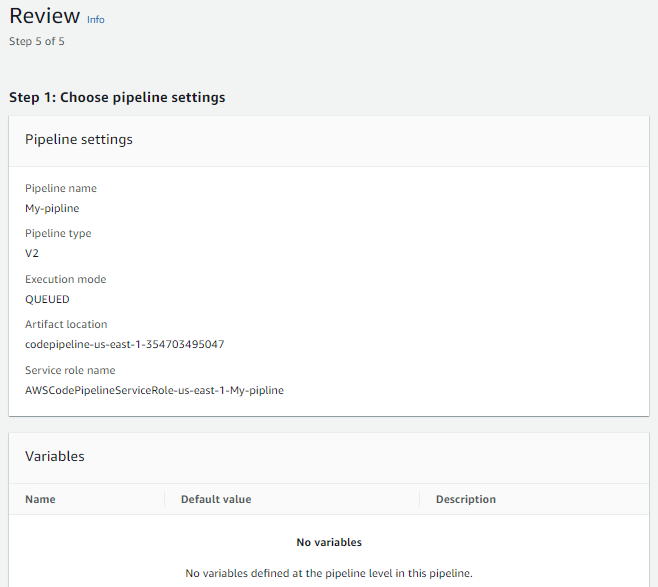 Review Info
Step 5 of 5
Step 1: Choose pipeline settings
Pipeline settings
Pipeline name
My-pipline
Pipeline type
V2
Execution mode
QUEUED
Artifact location
codepipeline-us-east-1-354703495047
Service role name
AWSCodePipelineServiceRole-us-east-1-My-pipline
Variables
Name Default value Description
No variables
No variables defined at the pipeline level in this pipeline.